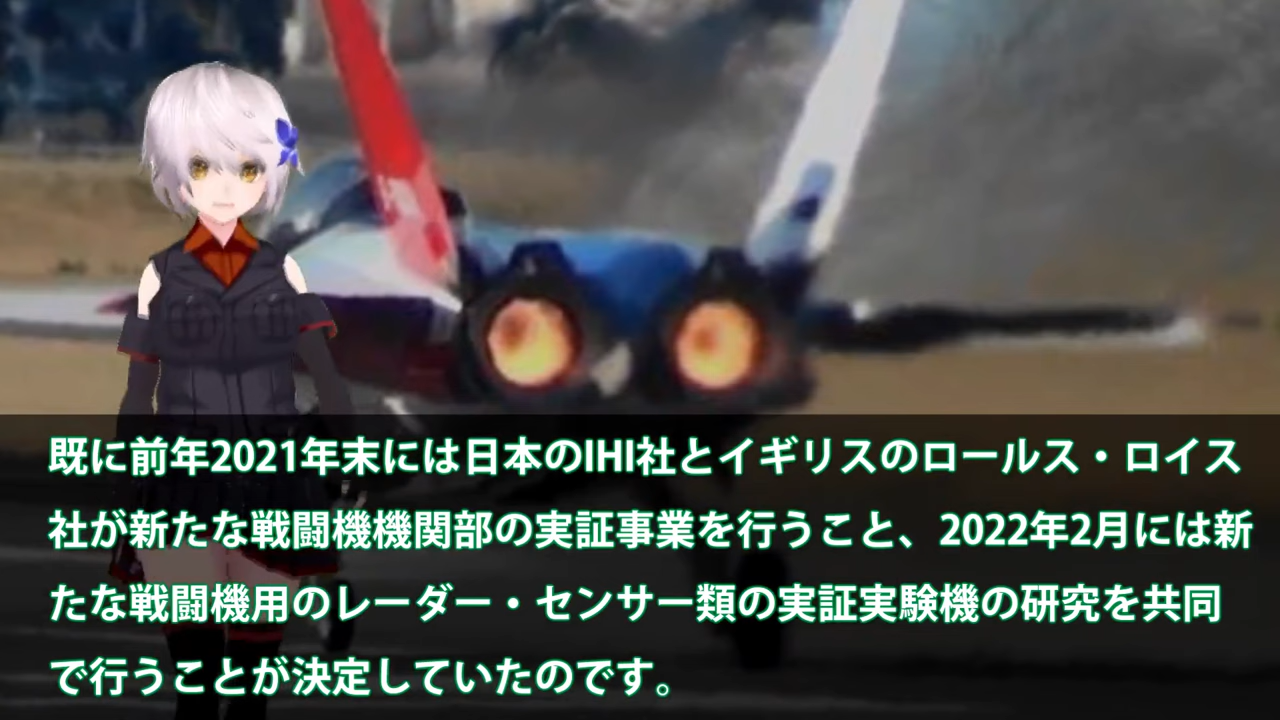 既に前年2021年末には日本のIHI社とイギリスのロールス・ロイス
社が新たな戦闘機機関部の実証事業を行うこと、2022年2月には新
たな戦闘機用のレーダー・センサー類の実証実験機の研究を共同
で行うことが決定していたのです。